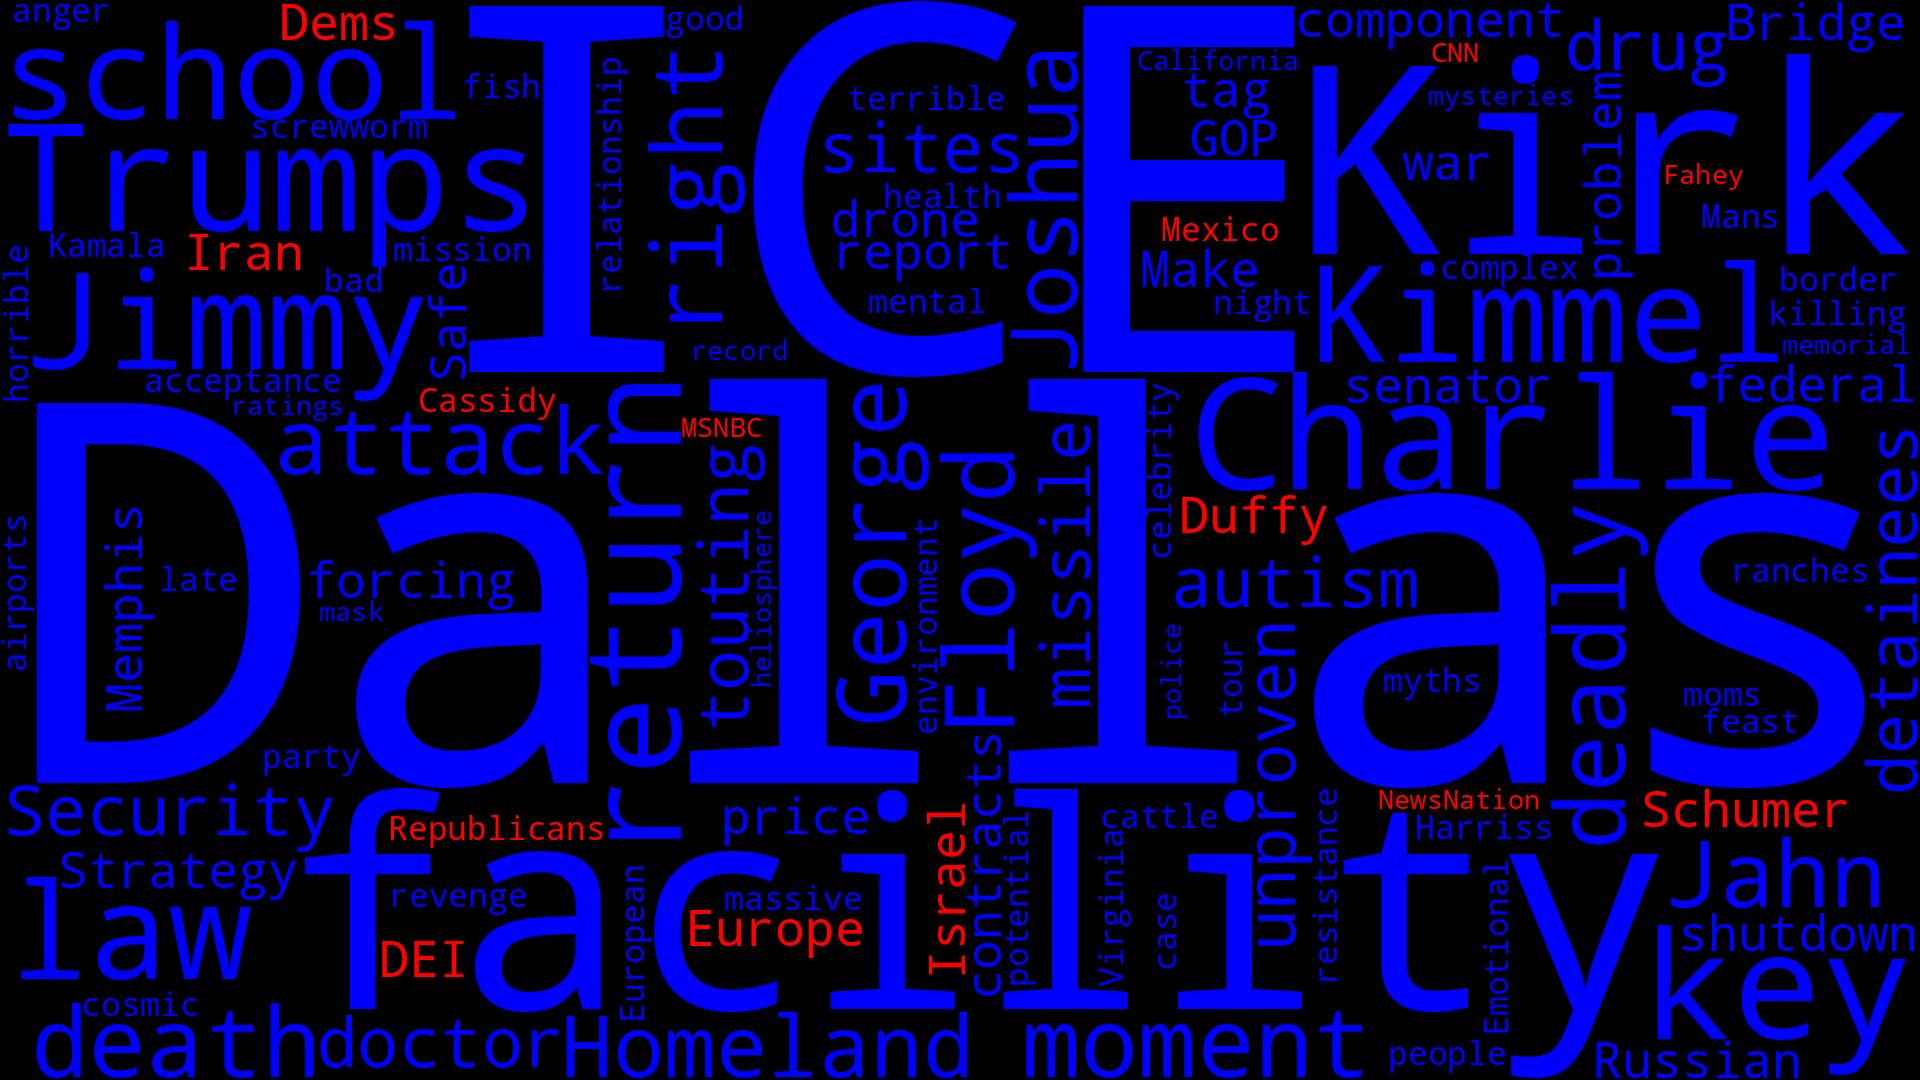 anger
Dems
ICE
good
component
drug
Bridge
school
fish
relationship
right
terrible
Joshua
California
CNN
Kirk
tag
mysteries
screwworm
Trumps
sites
GOP
war
problem
Fahey
health
Mans
Kamala
Iran
mission
drone
report
Mexico
horrible
bad
Safe
mental
Make
night
complex
border
Jimmy
Kimmel
killing
memorial
record
acceptance
ratings
Cassidy
return
MSNBC
George
celebrity
senator
Charlie
federal
attack
Dallas
touting
Floyd
missile
Duffy
detainees
airports
Memphis
late
forcing
mask
heliosphere
environment
autism
deadly
ranches
police
tour
unproven
myths
moms
feast
party
Security
price
contracts
cattle
NewsNation
Schumer
Republicans
Israel
potential
Virginia
resistance
Harriss
Strategy
facility
Jahn
law
revenge
European
massive
Europe
case
Emotional
shutdown
DEI
key
cosmic
death
doctor
Homeland
moment
people
Russian